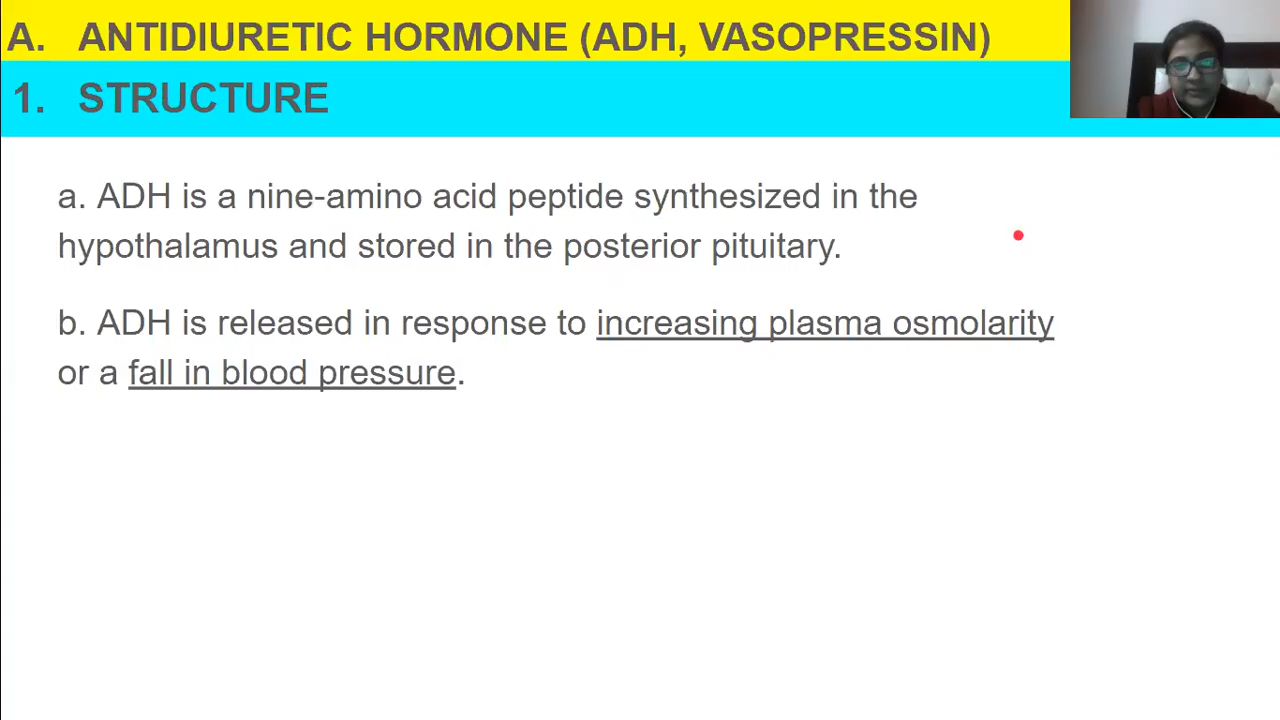 A. ANTIDIURETIC HORMONE (ADH, VASOPRESSIN)
1. STRUCTURE
a. ADH is a nine-amino acid peptide synthesized in the
hypothalamus and stored in the posterior pituitary.
b. ADH is released in response to increasing plasma osmolarity
or a fall in blood pressure.